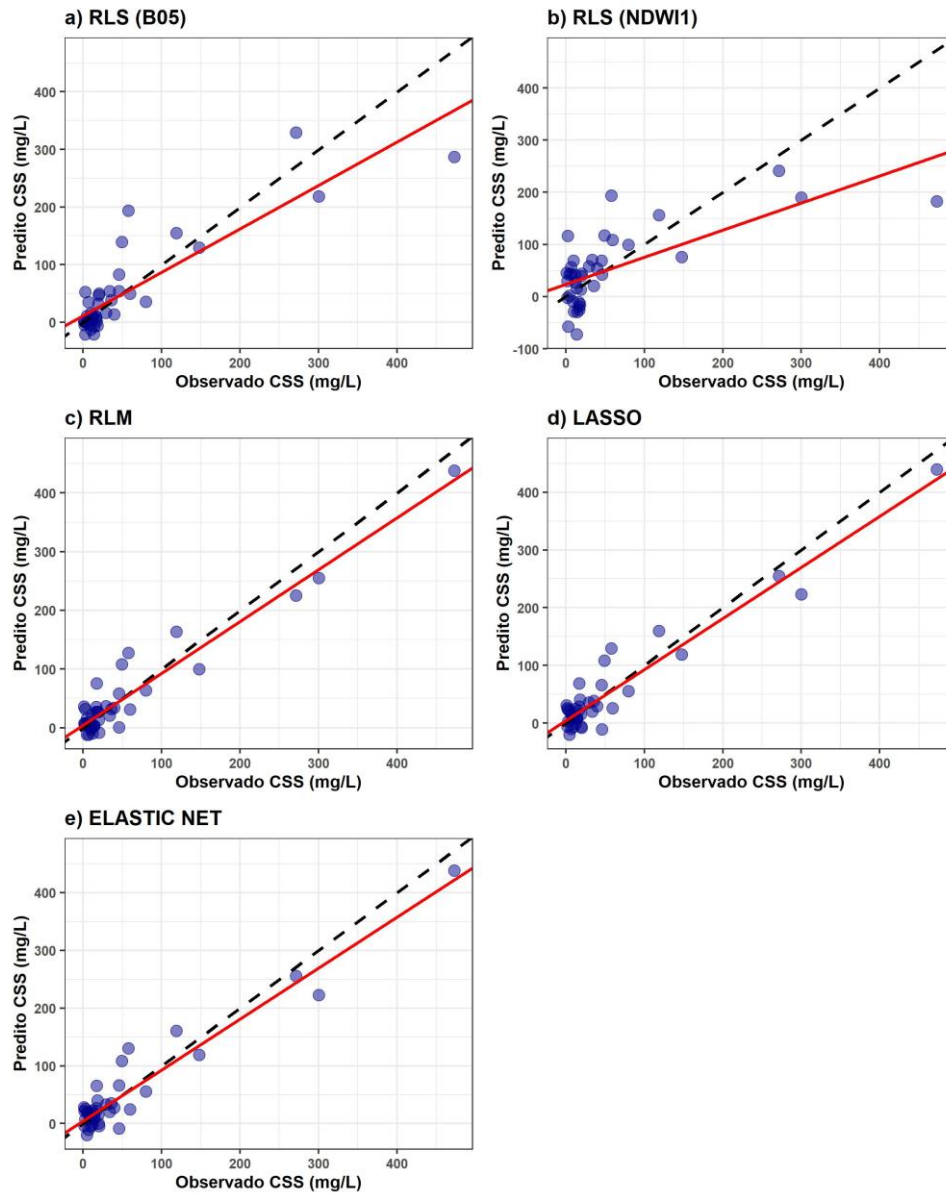 a) RLS (B05)
Predito CSS (mg/L)
400
300
200
100
0
0 100 200 300 400
Observado CSS (mg/L)
b) RLS (NDWI1)
Predito CSS (mg/L)
400
300
200
100
0
-100
0 100 200 300 400
Observado CSS (mg/L)
c) RLM
Predito CSS (mg/L)
400
300
200
100
0
0 100 200 300 400
Observado CSS (mg/L)
d) LASSO
Predito CSS (mg/L)
400
300
200
100
0
0 100 200 300 400
Observado CSS (mg/L)
e) ELASTIC NET
Predito CSS (mg/L)
400
300
200
100
0
0 100 200 300 400
Observado CSS (mg/L)